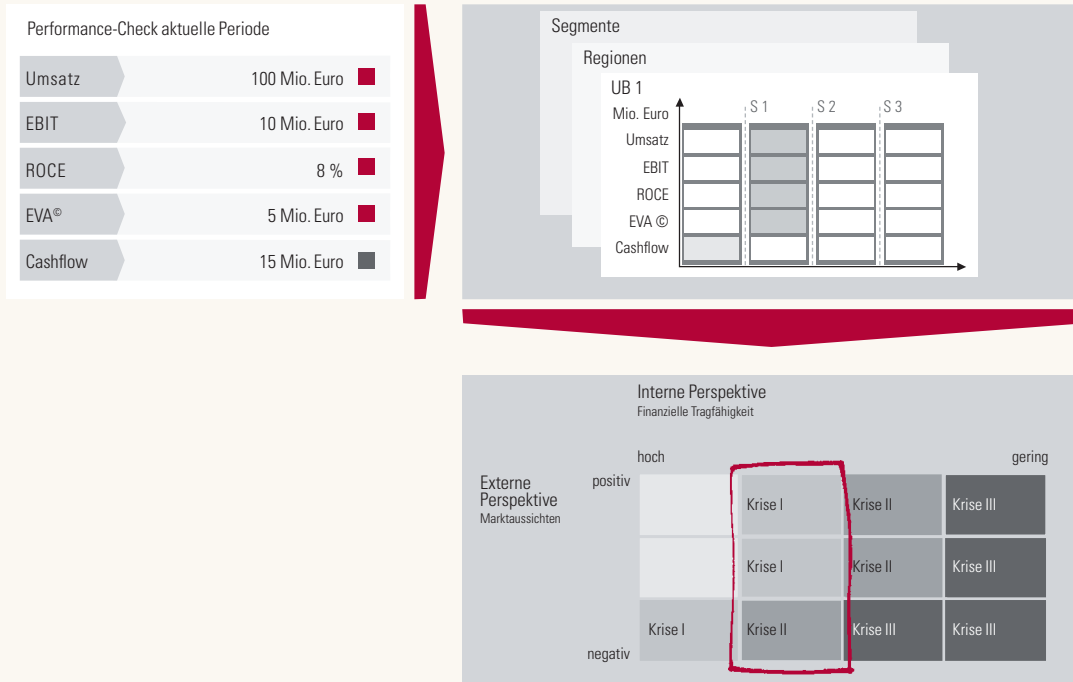 Performance-Check aktuelle Periode
Umsatz 100 Mio. Euro
EBIT 10 Mio. Euro
ROCE 8 %
EVA© 5 Mio. Euro
Cashflow 15 Mio. Euro
Segmente
Regionen
UB 1
Mio. Euro S 1 S 2 S 3
Umsatz
EBIT
ROCE
EVA ©
Cashflow
Interne Perspektive
Finanzielle Tragfähigkeit
hoch gering
Externe
Perspektive
Marktaussichten
positiv
Krise I Krise II Krise III
Krise I Krise II Krise III
Krise I Krise II Krise III Krise III
negativ